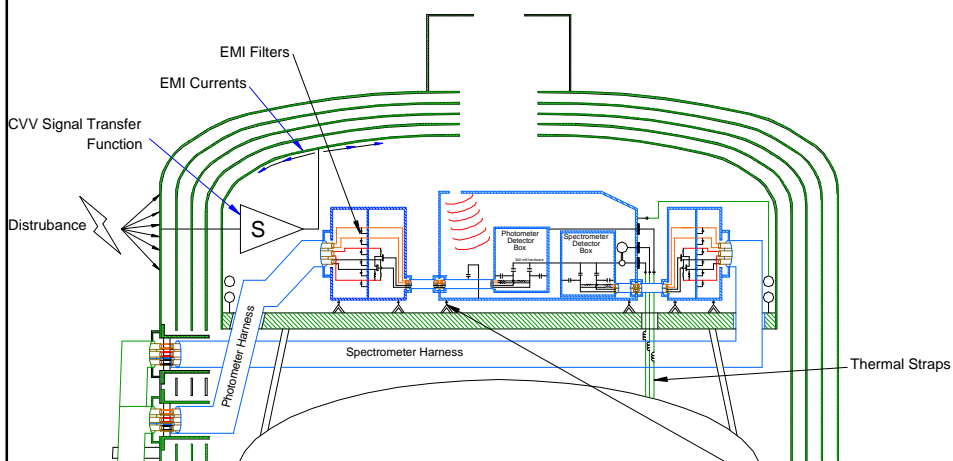 EMI Filters
EMI Currents
CVV Signal Transfer
Function
Distrubance
S
Photometer
Detector
Box
Spectrometer
Detector
Box
Photometer Harness
Spectrometer Harness
Thermal Straps